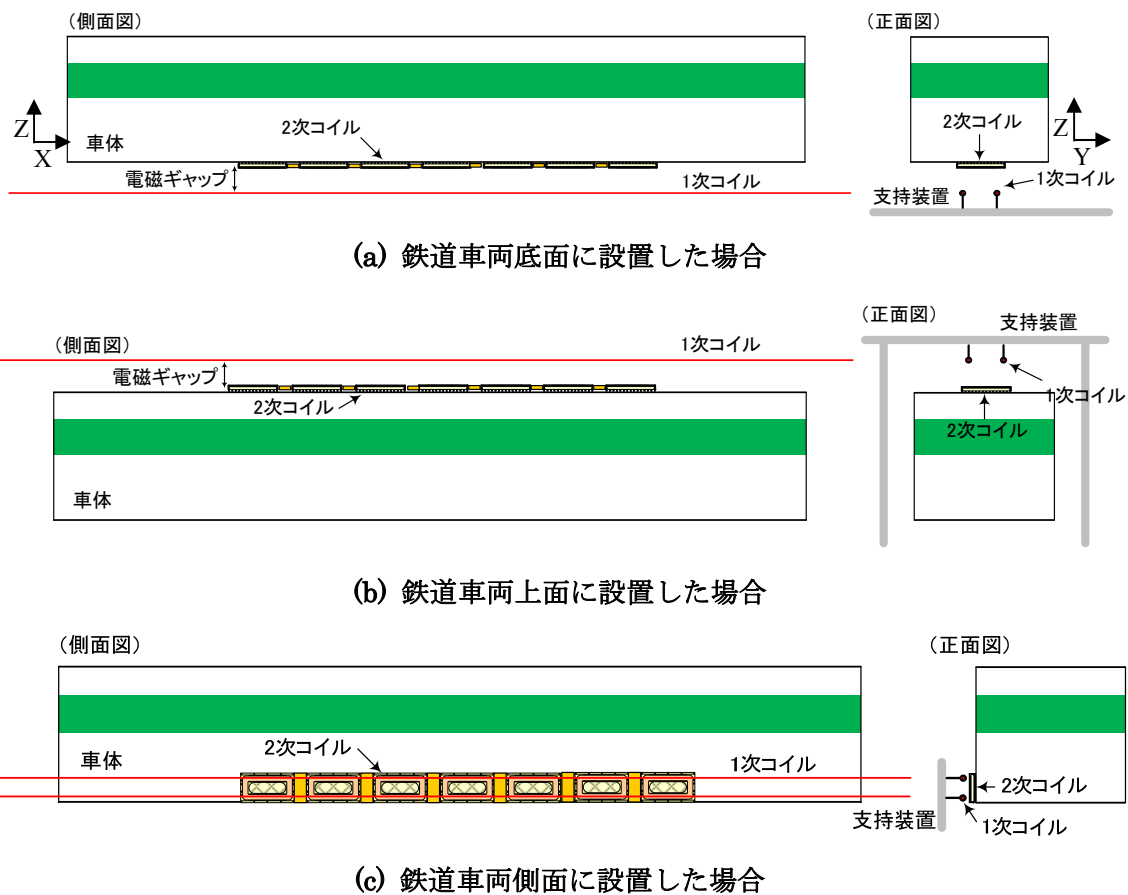 (側面図)
(正面図)
Z
X
車体
2次コイル
電磁ギャップ
1次コイル
2次コイル
Z
Y
1次コイル
支持装置
(a) 鉄道車両底面に設置した場合
(側面図)
1次コイル
電磁ギャップ
2次コイル
車体
(正面図)
支持装置
1次コイル
2次コイル
(b) 鉄道車両上面に設置した場合
(側面図)
(正面図)
車体
2次コイル
1次コイル
2次コイル
支持装置
1次コイル
(c) 鉄道車両側面に設置した場合